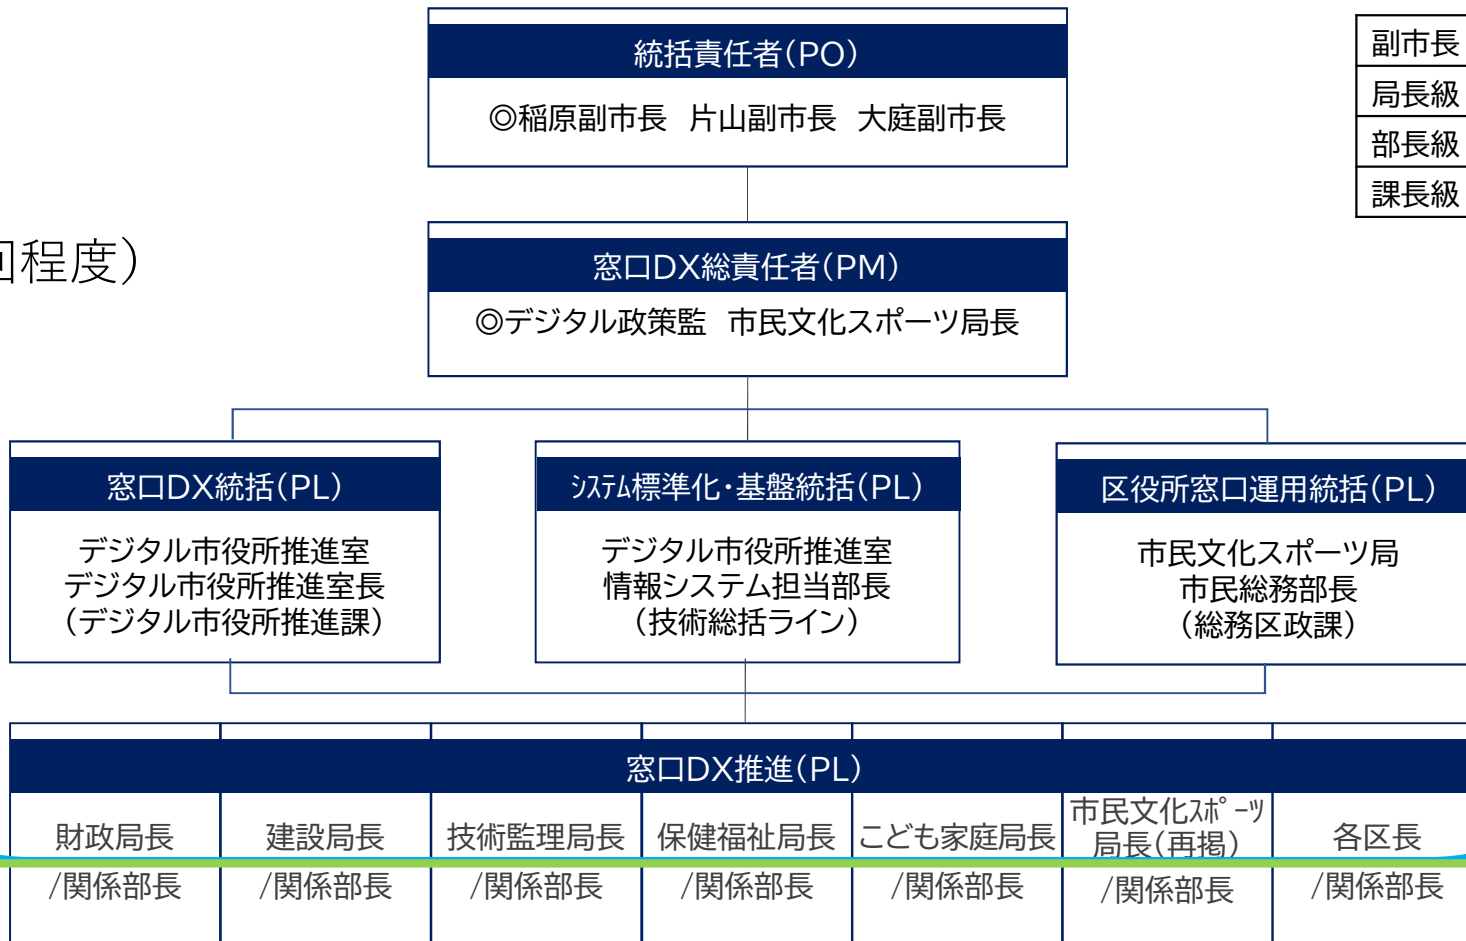 統括責任者(PO)
◎稲原副市長 片山副市長 大庭副市長
副市長
局長級
部長級
課長級
回程度)
窓口DX総責任者(PM)
◎デジタル政策監 市民文化スポーツ局長
窓口DX統括(PL)
デジタル市役所推進室
デジタル市役所推進室長
(デジタル市役所推進課)
システム標準化・基盤統括(PL)
デジタル市役所推進室
情報システム担当部長
(技術総括ライン)
区役所窓口運用統括(PL)
市民文化スポーツ局
市民総務部長
(総務区政課)
窓口DX推進(PL)
財政局長
/関係部長
建設局長
/関係部長
技術監理局長
/関係部長
保健福祉局長
/関係部長
こども家庭局長
/関係部長
市民文化スポーツ
局長(再掲)
/関係部長
各区長
/関係部長